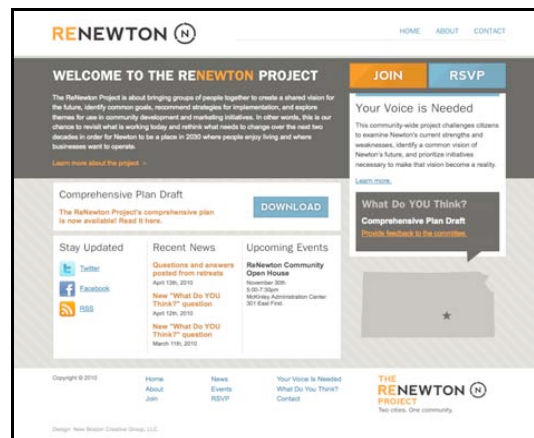 RENEWTON N
HOME ABOUT CONTACT
WELCOME TO THE RENEWTON PROJECT
The ReNewton Project is about bringing groups of people together to create a shared vision for
the future, identify common goals, recommend strategies for implementation, and explore
themes for use in community development and marketing initiatives. In other words, this is our
chance to revisit what is working today and rethink what needs to change over the next two
decades in order for Newton to be a place in 2030 where people enjoy living and where
businesses want to operate.
Learn more about the project
JOIN
RSVP
Your Voice is Needed
This community-wide project challenges citizens
to examine Newton's current strengths and
weaknesses, identify a common vision of
Newton's future, and prioritize initiatives
necessary to make that vision become a reality.
Learn more.
What Do YOU Think?
Comprehensive Plan Draft
Provide feedback to the committee.
Comprehensive Plan Draft
The ReNewton Project's comprehensive plan
is now available! Read it here.
DOWNLOAD
Stay Updated
Twitter
Facebook
RSS
Recent News
Questions and answers
posted from retreats
April 13th, 2010
New "What Do YOU
Think?" question
April 12th, 2010
New "What Do YOU
Think?" question
March 11th, 2010
Upcoming Events
ReNewton Community
Open House
November 30th
5:00-7:30pm
McKinley Administration Center
301 East First.
Copyright © 2010
Home
About
Join
News
Events
RSVP
Your Voice is Needed
What Do You Think?
Contact
THE
RENEWTON N
PROJECT
Two cities. One community.
Design: New Boston Creative Group, LLC